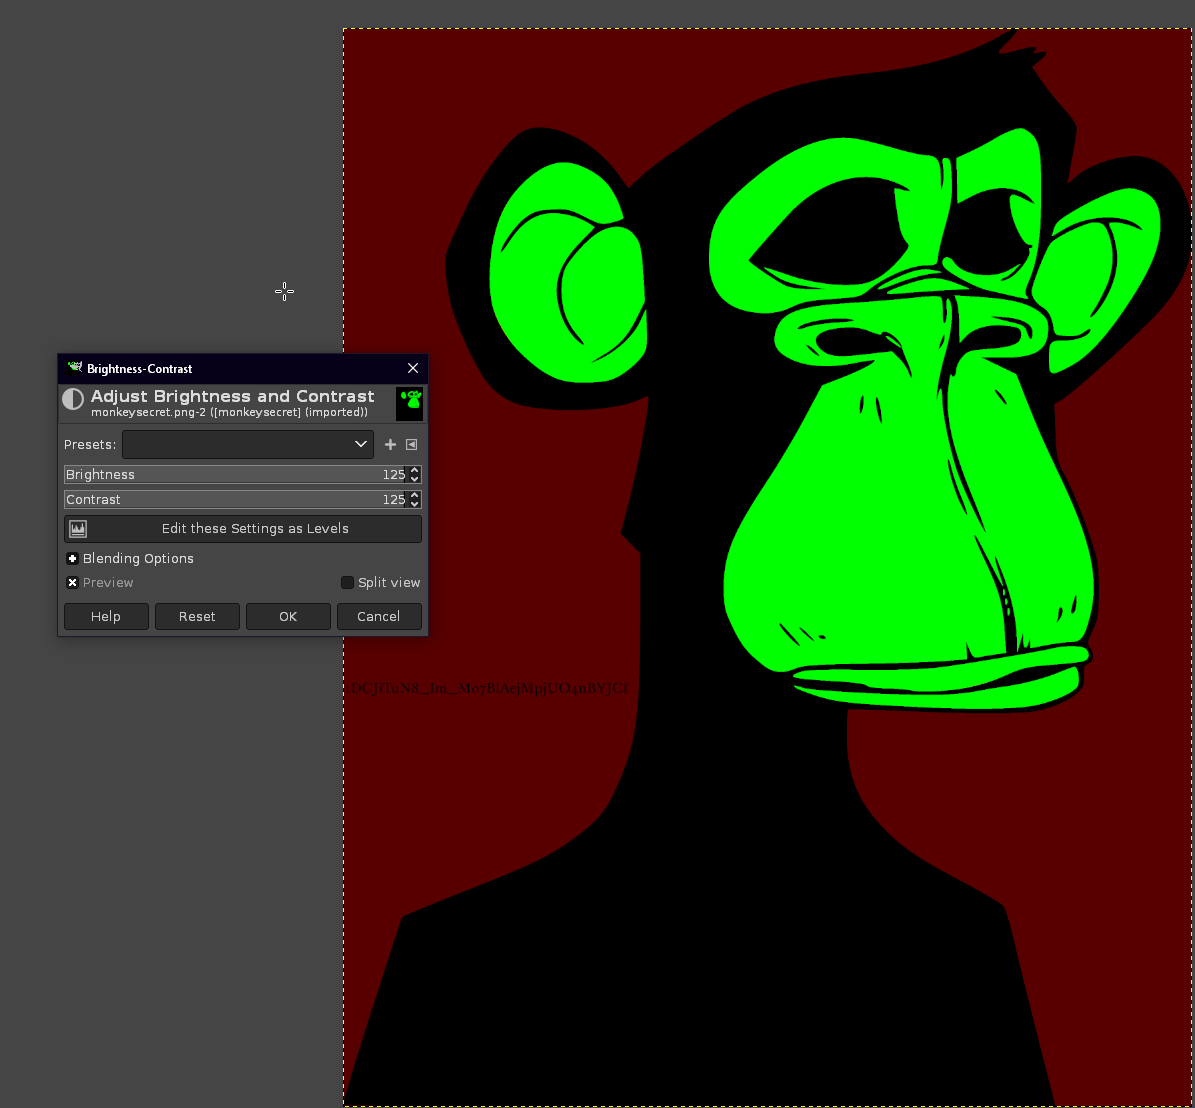 Brightness-Contrast
Adjust Brightness and Contrast
monkeysecret.png-2 ([monkeysecret] (imported))
Presets:
Brightness 125
Contrast 125
Edit these Settings as Levels
Blending Options
Preview
Split view
Help
Reset
OK
Cancel